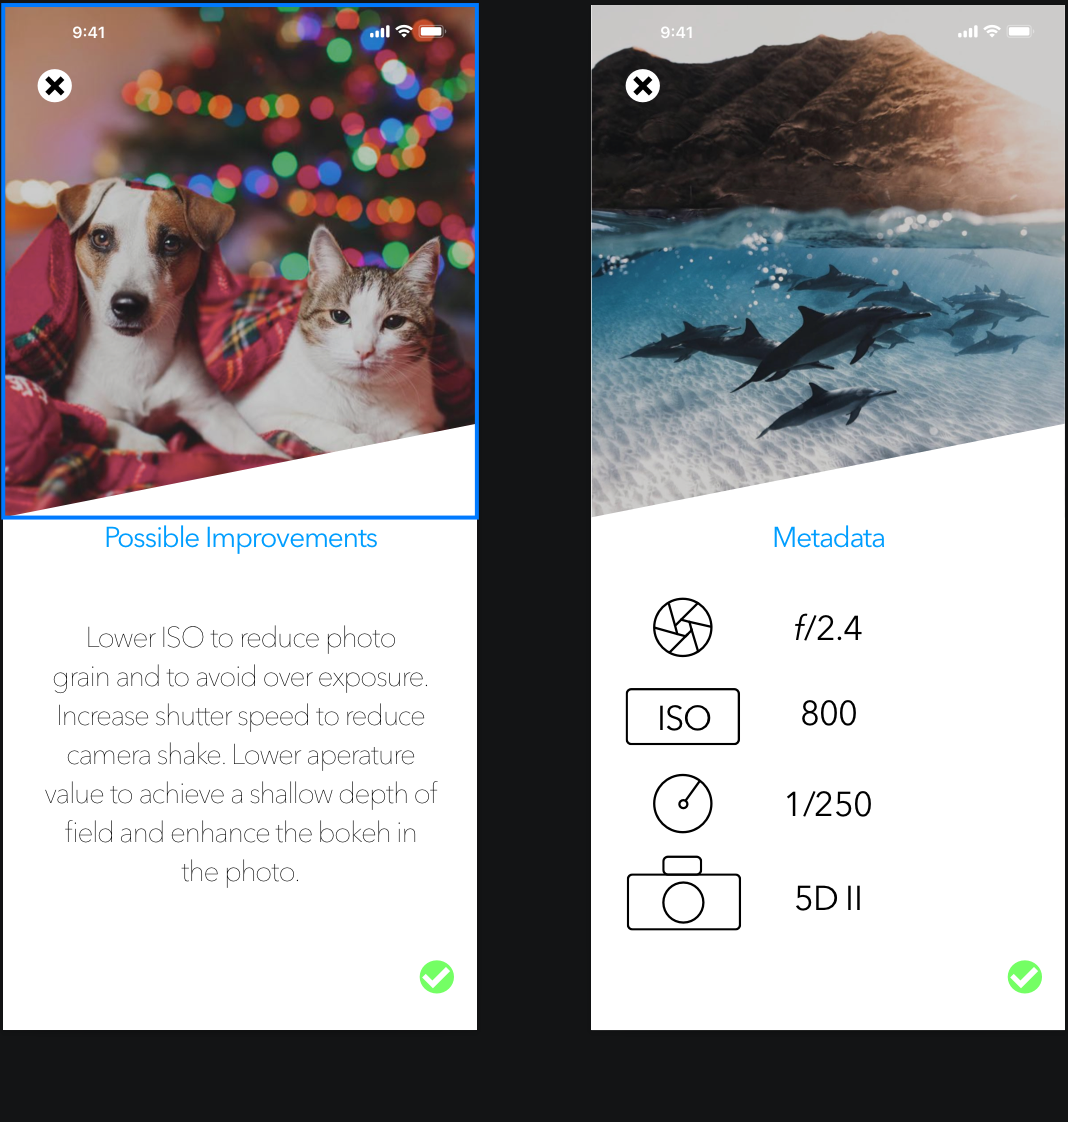 9:41
Possible Improvements
Lower ISO to reduce photo
grain and to avoid over exposure.
Increase shutter speed to reduce
camera shake. Lower aperature
value to achieve a shallow depth of
field and enhance the bokeh in
the photo.
9:41
Metadata
f/2.4
ISO 800
1/250
5D II